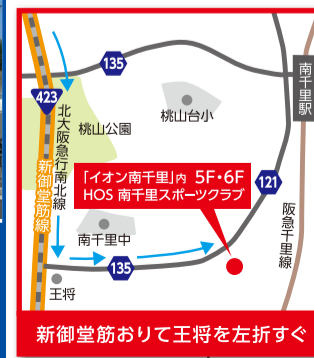 135
423
南千里駅
桃山台小
桃山公園
北大阪急行南北線
新御堂筋線
「イオン南千里」内 5F・6F
HOS 南千里スポーツクラブ
121
阪急千里線
南千里中
135
王将
新御堂筋おりて王将を左折すぐ